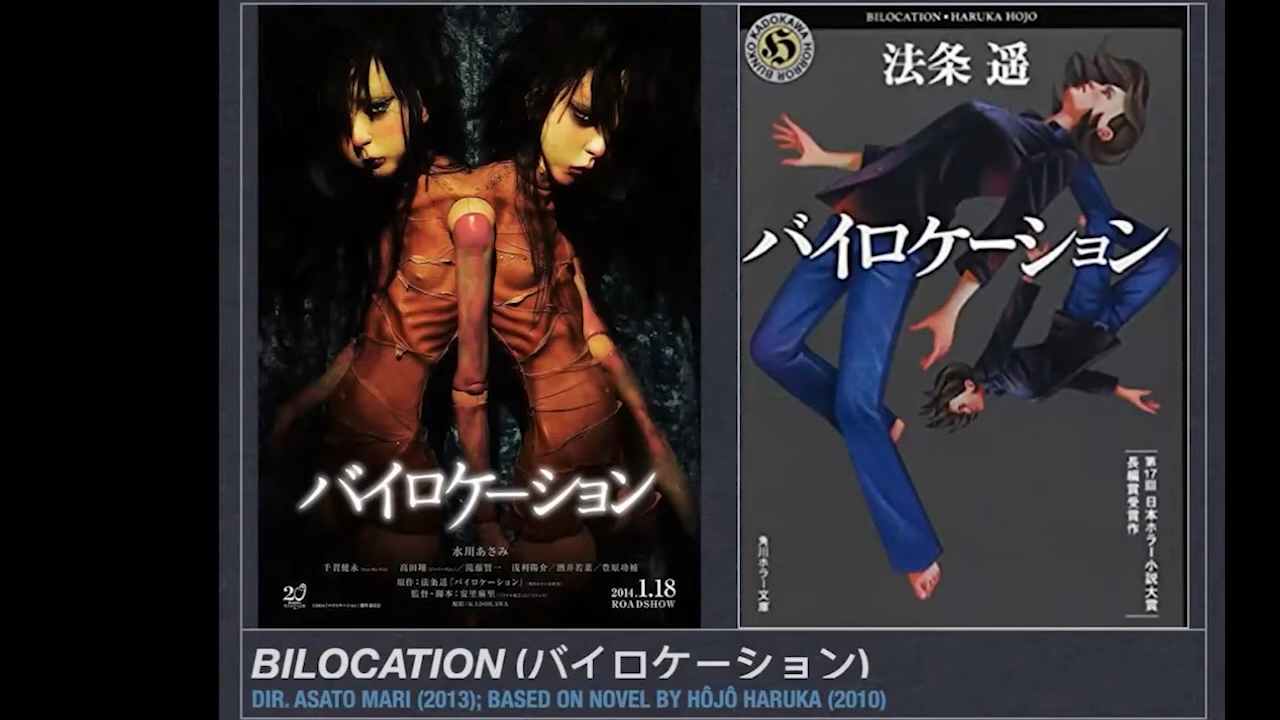 バイロケーション
水川あさみ
千賀健永
高田翔
滝藤賢一 浅利陽介/酒井若菜/豊原功補
原作:法条遥『バイロケーション』
監督・脚本:安里麻里
配給:KADOKAWA
20
2014.1.18
ROADSHOW
BILOCATION • HARUKA HOJO
KADOKAWA HORROR BUNKO
H
法条 遥
バイロケーション
第17回 日本ホラー小説大賞
長編賞受賞作
角川ホラー文庫
BILOCATION (バイロケーション)
DIR. ASATO MARI (2013); BASED ON NOVEL BY HÔJÔ HARUKA (2010)